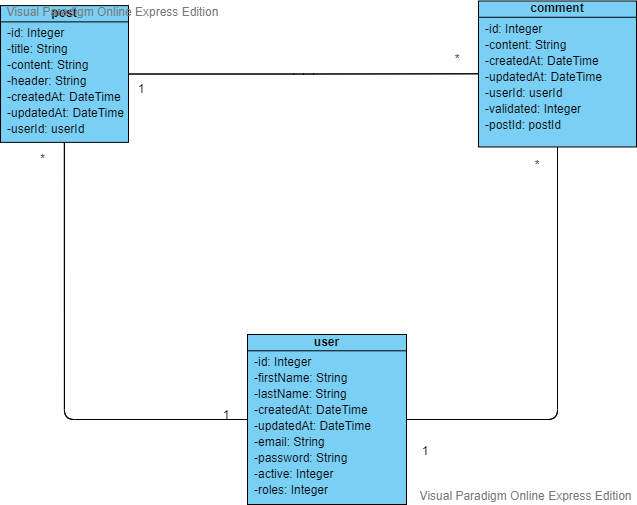 Visual Paradigm Online Express Edition
post
-id: Integer
-title: String
-content: String
-header: String
-createdAt: DateTime
-updatedAt: DateTime
-userId: userId
comment
-id: Integer
-content: String
-createdAt: DateTime
-updatedAt: DateTime
-userId: userId
-validated: Integer
-postId: postId
1
*
*
*
user
-id: Integer
-firstName: String
-lastName: String
-createdAt: DateTime
-updatedAt: DateTime
-email: String
-password: String
-active: Integer
-roles: Integer
1
1
Visual Paradigm Online Express Edition